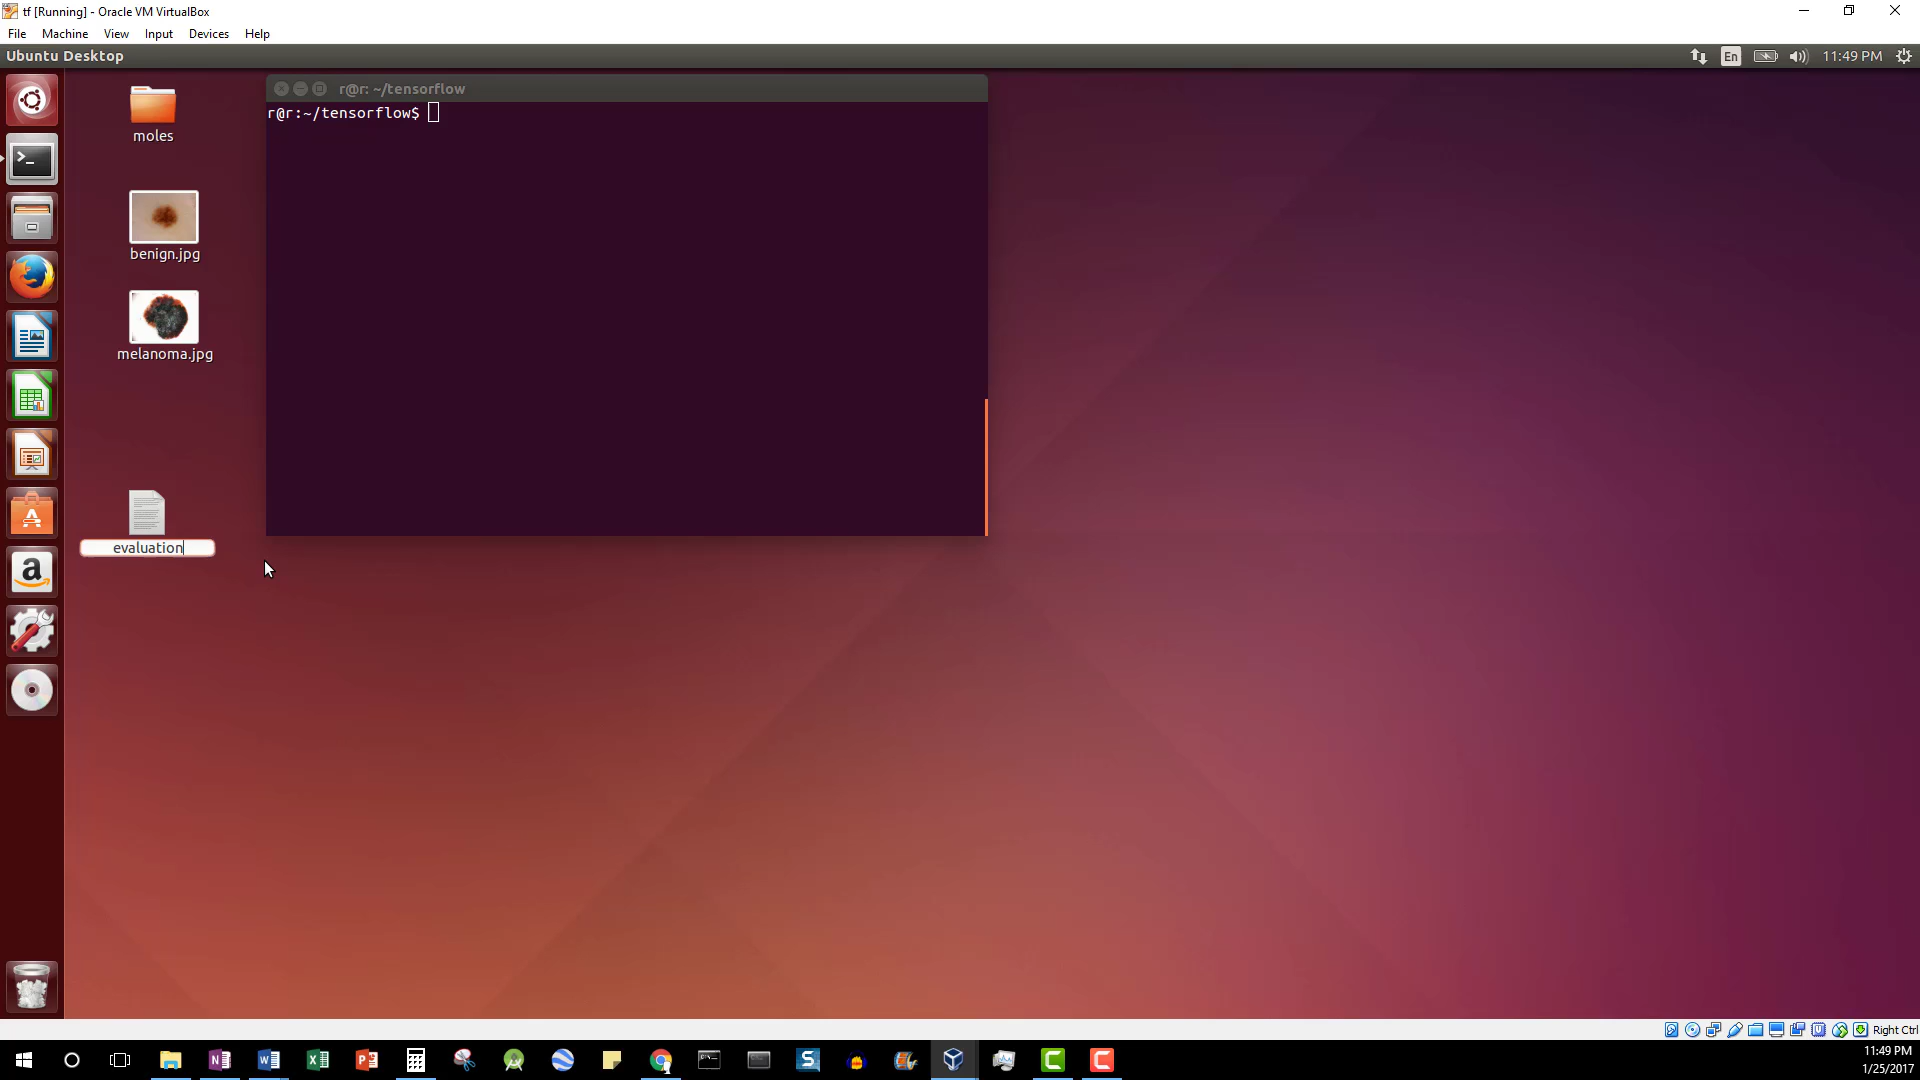 tf [Running] - Oracle VM VirtualBox
File Machine View Input Devices Help
Ubuntu Desktop
En
11:49 PM
moles
benign.jpg
melanoma.jpg
evaluation
r@r: ~/tensorflow
r@r:~/tensorflow$
Right Ctrl
11:49 PM
1/25/2017